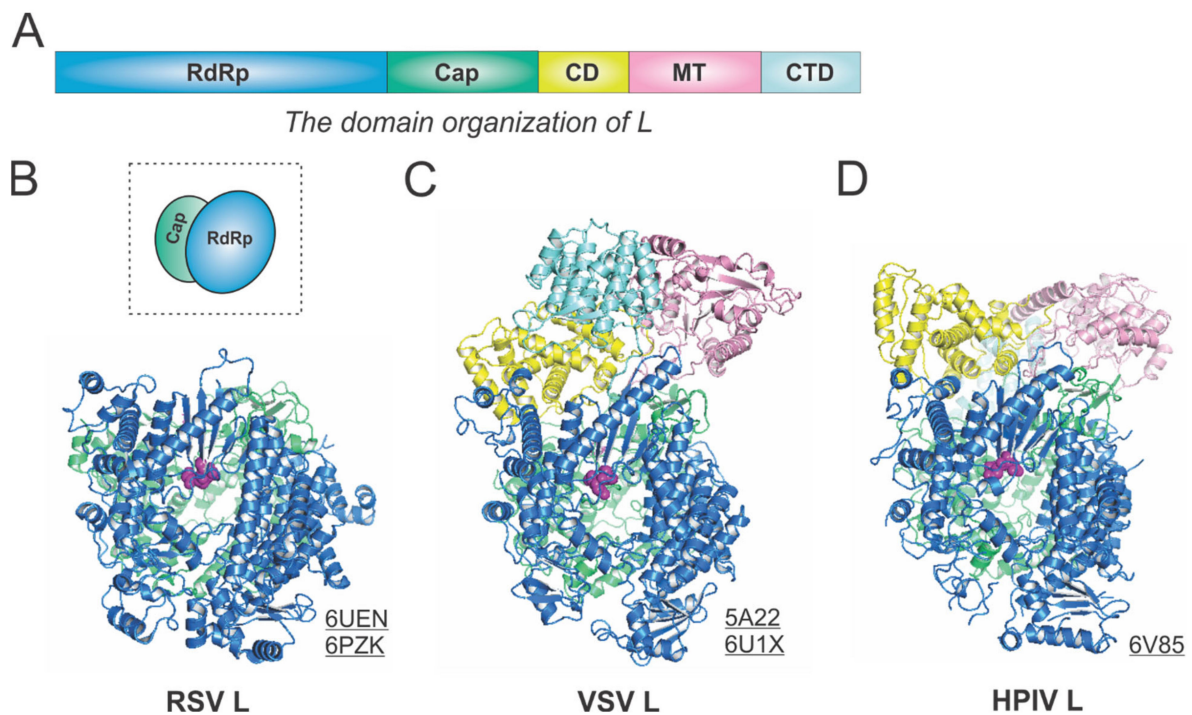 A
RdRp Cap CD MT CTD
The domain organization of L
B
Cap
RdRp
C
D
6UEN
6PZK
5A22
6U1X
6V85
RSV L
VSV L
HPIV L